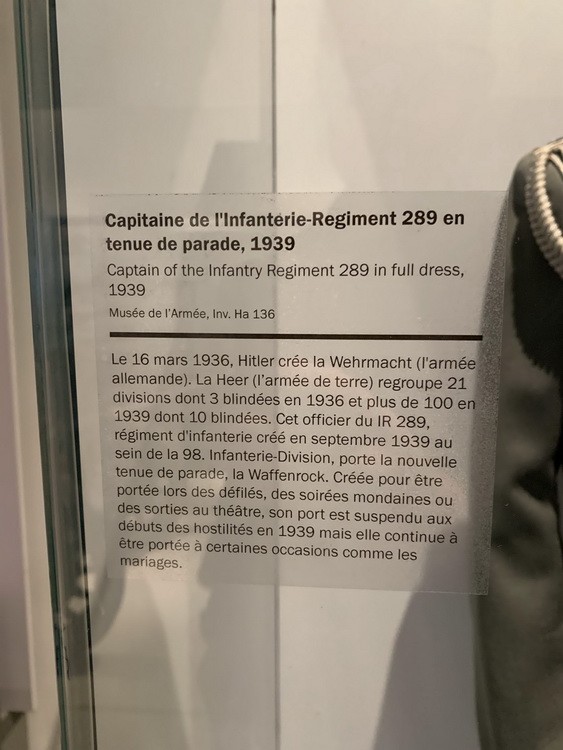 Capitaine de l'Infanterie-Regiment 289 en
tenue de parade, 1939
Captain of the Infantry Regiment 289 in full dress,
1939
Musée de l'Armée, Inv. Ha 136
Le 16 mars 1936, Hitler crée la Wehrmacht (l'armée
allemande). La Heer (l'armée de terre) regroupe 21
divisions dont 3 blindées en 1936 et plus de 100 en
1939 dont 10 blindées. Cet officier du IR 289,
régiment d'infanterie créé en septembre 1939 au
sein de la 98. Infanterie-Division, porte la nouvelle
tenue de parade, la Waffenrock. Créée pour être
portée lors des défilés, des soirées mondaines ou
des sorties au théâtre, son port est suspendu aux
débuts des hostilités en 1939 mais elle continue à
être portée à certaines occasions comme les
mariages.